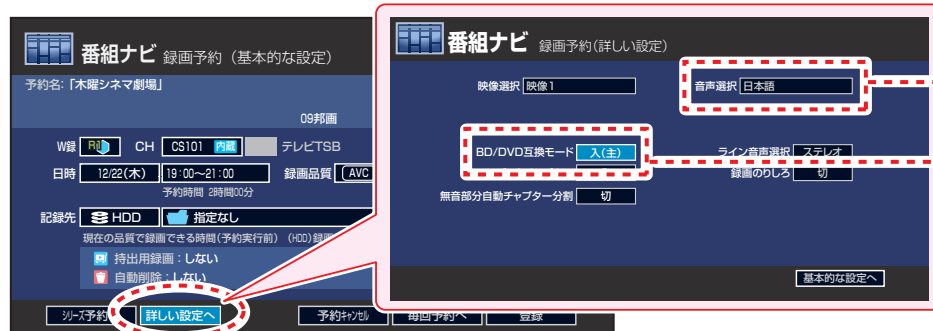 番組ナビ 録画予約（基本的な設定）
予約名:「木曜シネマ劇場」
09邦画
W録 CH CS101 内蔵 テレビTSB
日時 12/22(木) 19:00～21:00 録画品質 AVC
予約時間 2時間00分
記録先 HDD 指定なし
現在の品質で録画できる時間(予約実行前) (HDD)録画
持出用録画：しない
自動削除：しない
シリーズ予約 詳しい設定へ 予約ｷｬﾝｾﾙ 毎回予約へ 登録
番組ナビ 録画予約(詳しい設定)
映像選択 映像1 音声選択 日本語
BD/DVD互換モード 入(主) ライン音声選択 ステレオ
録画のりしろ 切
無音部分自動チャプター分割 切
基本的な設定へ